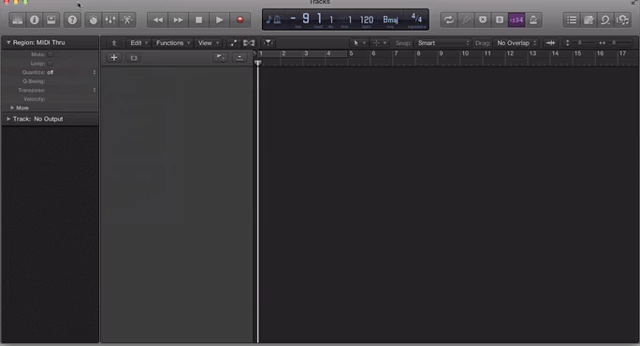 Tracks
- 9 1 1 1 1 120 Bmaj 4/4
1234
Region: MIDI Thru
Edit Functions View Snap: Smart Drag: No Overlap
Mute:
Loop:
Quantize: off
Q-Swing:
Transpose:
Velocity:
More
Track: No Output
1 2 3 4 5 6 7 8 9 10 11 12 13 14 15 16 17